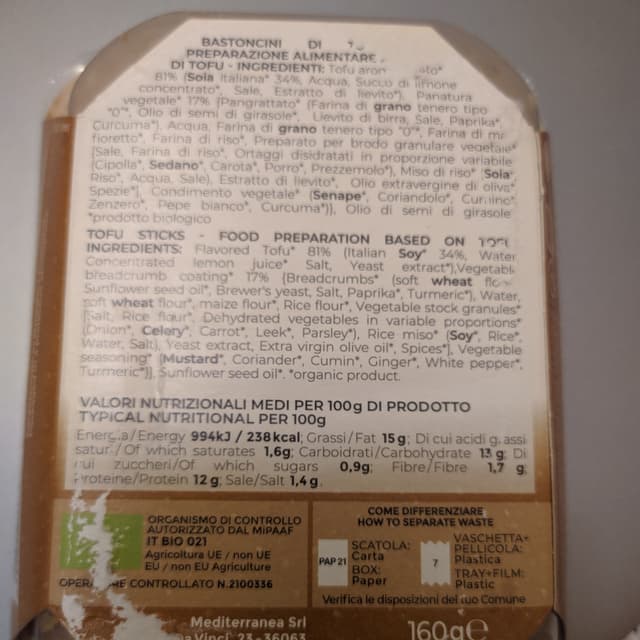 BASTONCINI DI
PREPARAZIONE ALIMENTARE
DI TOFU - INGREDIENTI: Tofu
81% (Soia italiana* 34%, Acqua, Succo di limone
concentrato*, Sale, Estratto di lievito*). Panatura
vegetale* 17% (Pangrattato* (Farina di grano tenero tipo
"0"*, Olio di semi di girasole*, Lievito di birra, Sale, Paprika*,
Curcuma*), Acqua, Farina di grano tenero tipo "0"*, Farina di
fioretto*, Farina di riso*, Preparato per brodo granulare vegetale*
(Sale, Farina di riso*, Ortaggi disidratati in proporzione variabile
(Cipolla*, Sedano*, Carota*, Porro*, Prezzemolo*), Miso di riso* (Soia*,
Riso*, Acqua, Sale), Estratto di lievito*, Olio extravergine di oliva*,
Spezie*), Condimento vegetale* (Senape*, Coriandolo*,
Zenzero*, Pepe bianco*, Curcuma*)), Olio di semi di girasole*
*prodotto biologico
TOFU STICKS - FOOD PREPARATION BASED ON
INGREDIENTS: Flavored Tofu* 81% (Italian Soy* 34%, Water
Concentrated lemon juice* Salt, Yeast extract*),
breadcrumb coating* 17% (Breadcrumbs* (soft wheat
Sunflower seed oil*, Brewer's yeast, Salt, Paprika*, Turmeric*), Water,
soft wheat flour*, maize flour*, Rice flour*, Vegetable stock granules*
(Salt, Rice flour*, Dehydrated vegetables in variable proportions*
(Onion*, Celery*, Carrot*, Leek*, Parsley*), Rice miso* (Soy*, Rice*,
Water, Salt), Yeast extract, Extra virgin olive oil*, Spices*), Vegetable
seasoning* (Mustard*, Coriander*, Cumin*, Ginger*, White pepper*,
Turmeric*)), Sunflower seed oil*. *organic product.
VALORI NUTRIZIONALI MEDI PER 100g DI PRODOTTO
TYPICAL NUTRITIONAL PER 100g
Energia/Energy 994kJ / 238kcal; Grassi/Fat 15g; Di cui acidi grassi
saturi/Of which saturates 1,6g; Carboidrati/Carbohydrate 13 g; Di
cui zuccheri/Of which sugars 0,9g; Fibre/Fibre 1,7 g;
Proteine/Protein 12 g; Sale/Salt 1,4 g.
ORGANISMO DI CONTROLLO
AUTORIZZATO DAL MiPAAF
IT BIO 021
Agricoltura UE / non UE
EU / non EU Agriculture
OPERATORE CONTROLLATO N.2100336
COME DIFFERENZIARE
HOW TO SEPARATE WASTE
PAP 21
SCATOLA:
Carta
BOX:
Paper
7
VASCHETTA+
PELLICOLA:
Plastica
TRAY+FILM:
Plastic
Verifica le disposizioni del tuo Comune
Mediterranea Srl
Vinci, 23-36063
160g e